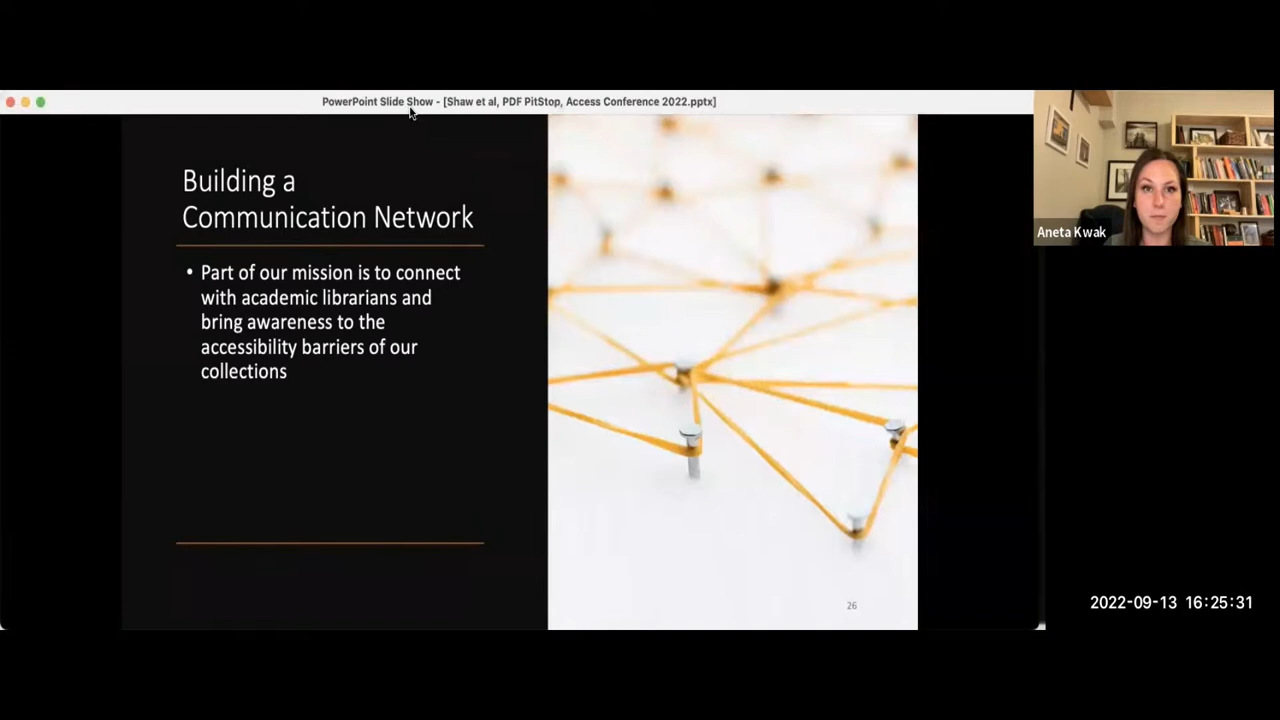 PowerPoint Slide Show - [Shaw et al, PDF PitStop, Access Conference 2022.pptx]
Building a
Communication Network
• Part of our mission is to connect
with academic librarians and
bring awareness to the
accessibility barriers of our
collections
26
Aneta Kwak
2022-09-13 16:25:31